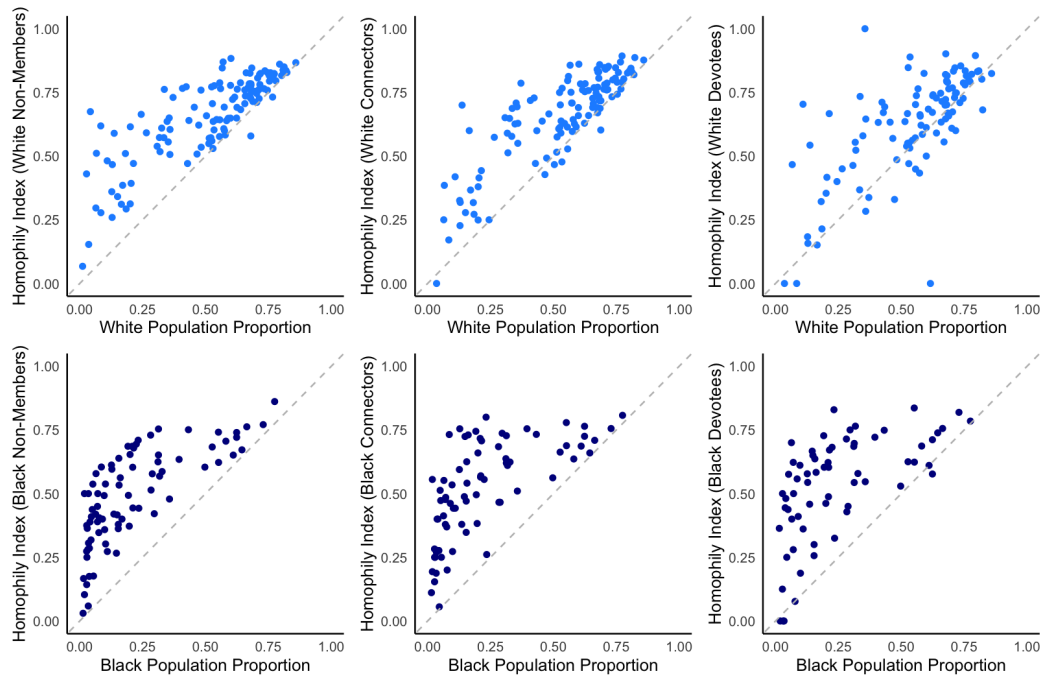 Homophily Index (White Non-Members)
1.00
0.75
0.50
0.25
0.00
0.00 0.25 0.50 0.75 1.00
White Population Proportion
Homophily Index (White Connectors)
1.00
0.75
0.50
0.25
0.00
0.00 0.25 0.50 0.75 1.00
White Population Proportion
Homophily Index (White Devotees)
1.00
0.75
0.50
0.25
0.00
0.00 0.25 0.50 0.75 1.00
White Population Proportion
Homophily Index (Black Non-Members)
1.00
0.75
0.50
0.25
0.00
0.00 0.25 0.50 0.75 1.00
Black Population Proportion
Homophily Index (Black Connectors)
1.00
0.75
0.50
0.25
0.00
0.00 0.25 0.50 0.75 1.00
Black Population Proportion
Homophily Index (Black Devotees)
1.00
0.75
0.50
0.25
0.00
0.00 0.25 0.50 0.75 1.00
Black Population Proportion